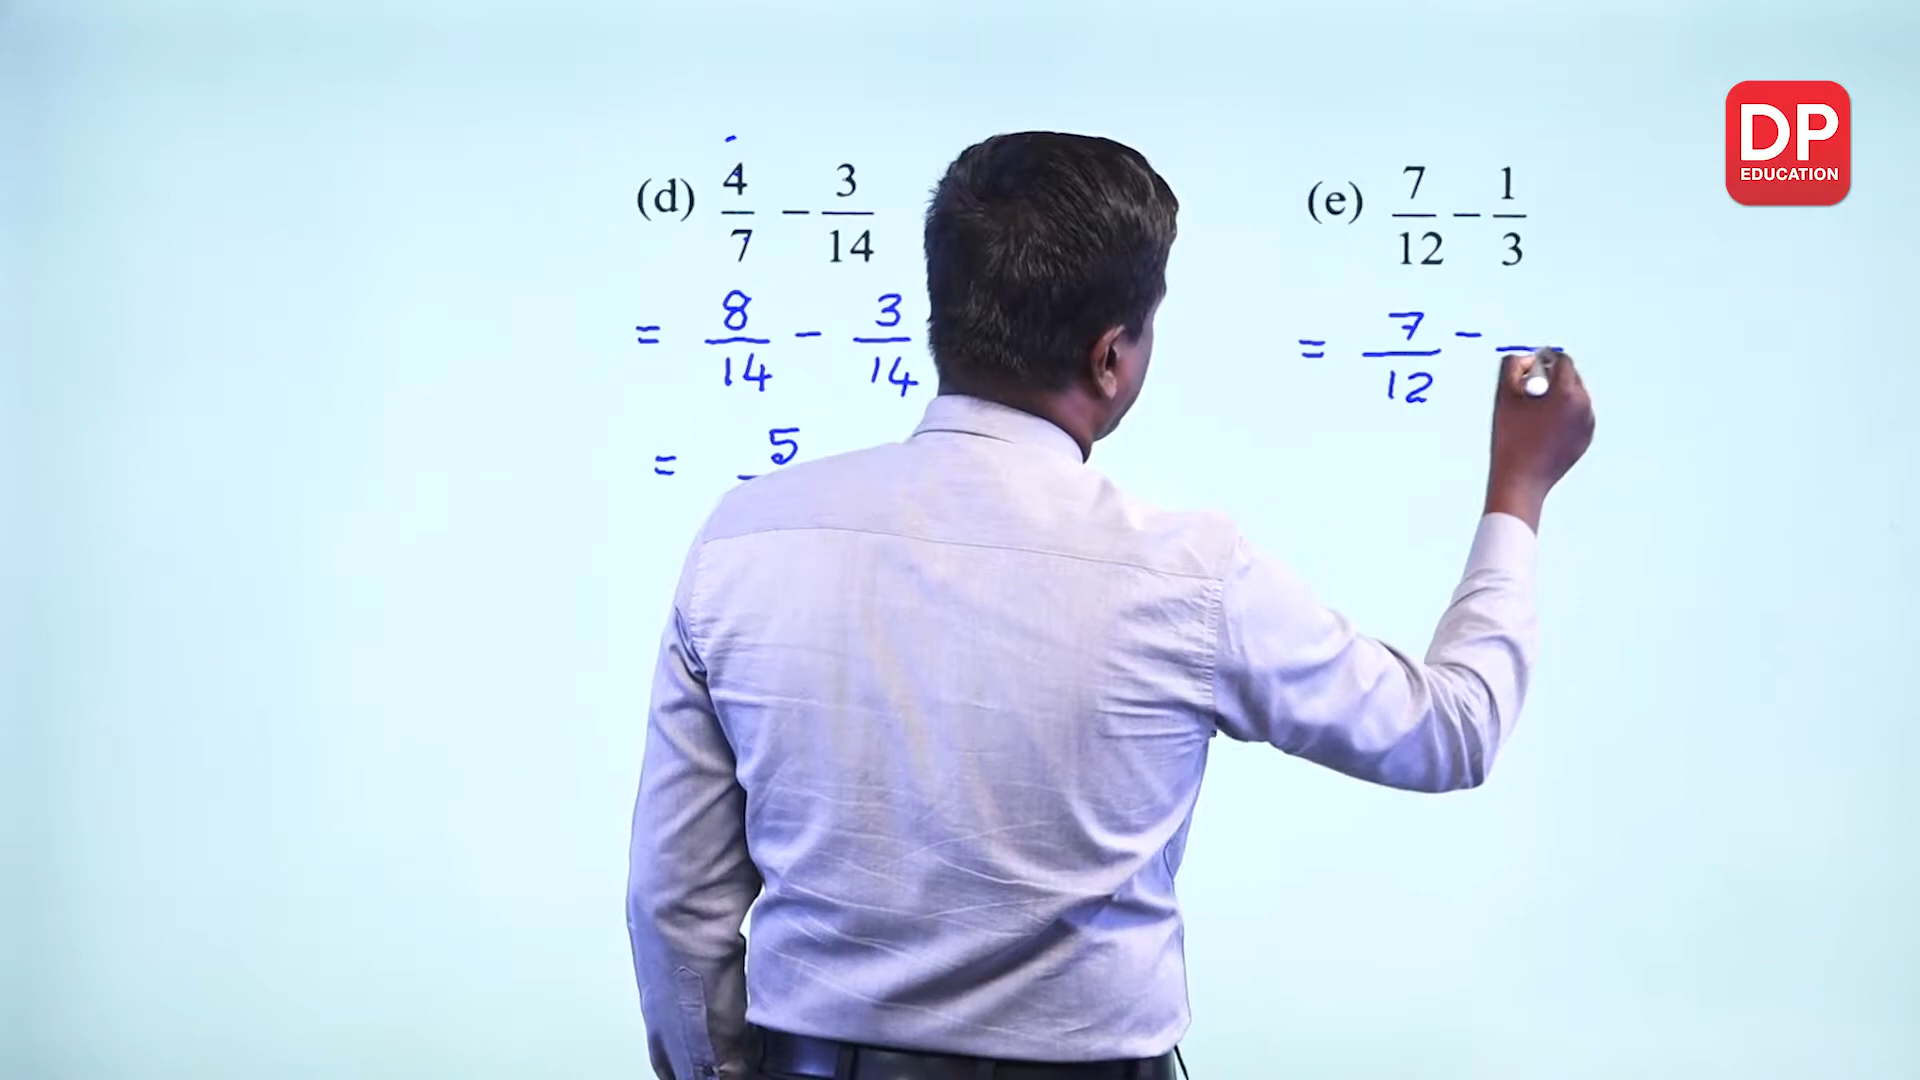 DP
EDUCATION
(d) 4/7 − 3/14
= 8/14 − 3/14
= 5
(e) 7/12 − 1/3
= 7/12 −